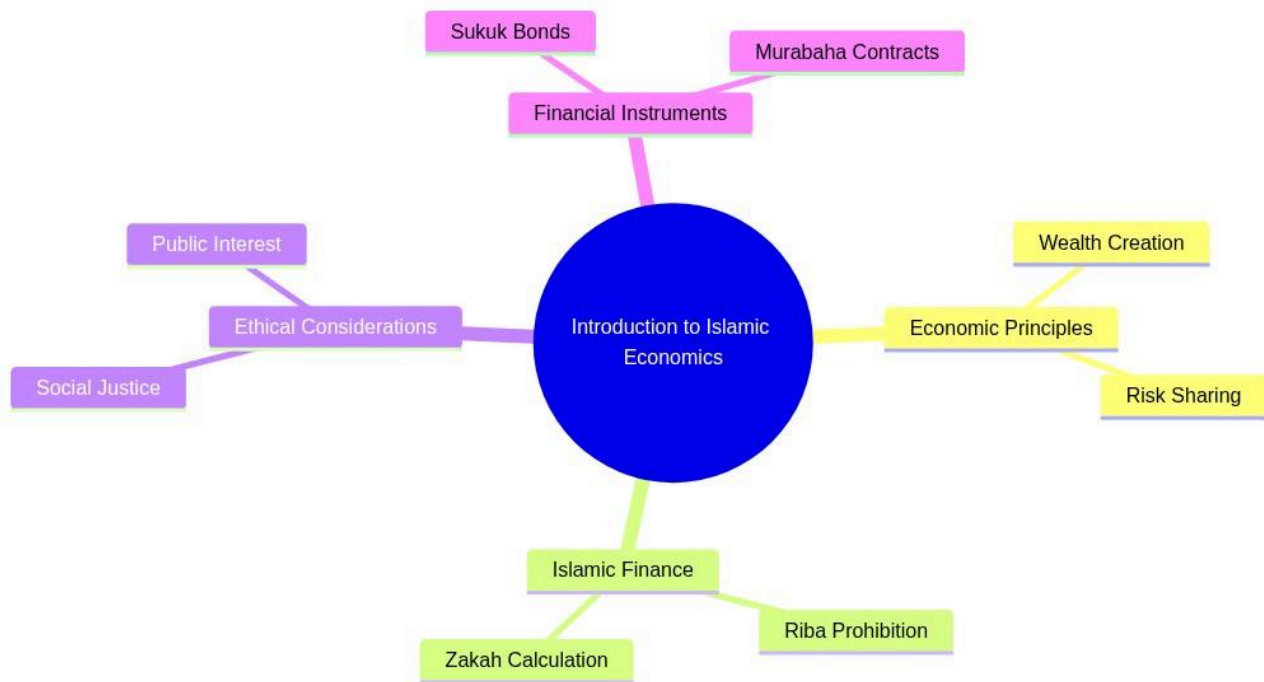 Sukuk Bonds
Murabaha Contracts
Financial Instruments
Public Interest
Wealth Creation
Ethical Considerations
Introduction to Islamic
Economics
Economic Principles
Social Justice
Risk Sharing
Islamic Finance
Riba Prohibition
Zakah Calculation